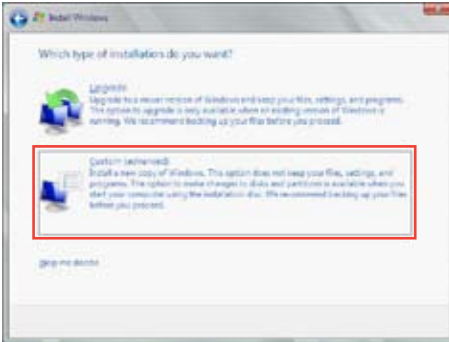 Install Windows
Which type of installation do you want?
Upgrade
Upgrade to a newer version of Windows and keep your files, settings, and programs.
The option to upgrade is only available when an existing version of Windows is
running. We recommend backing up your files before you proceed.
Custom (advanced)
Install a new copy of Windows. This option does not keep your files, settings, and
programs. The option to make changes to disks and partitions is available when you
start your computer using the installation disc. We recommend backing up your files
before you proceed.
Help me decide